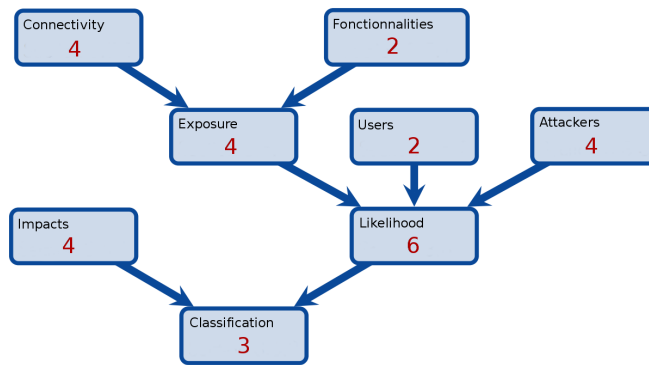 Connectivity
4
Fonctionnalities
2
Exposure
4
Users
2
Attackers
4
Impacts
4
Likelihood
6
Classification
3